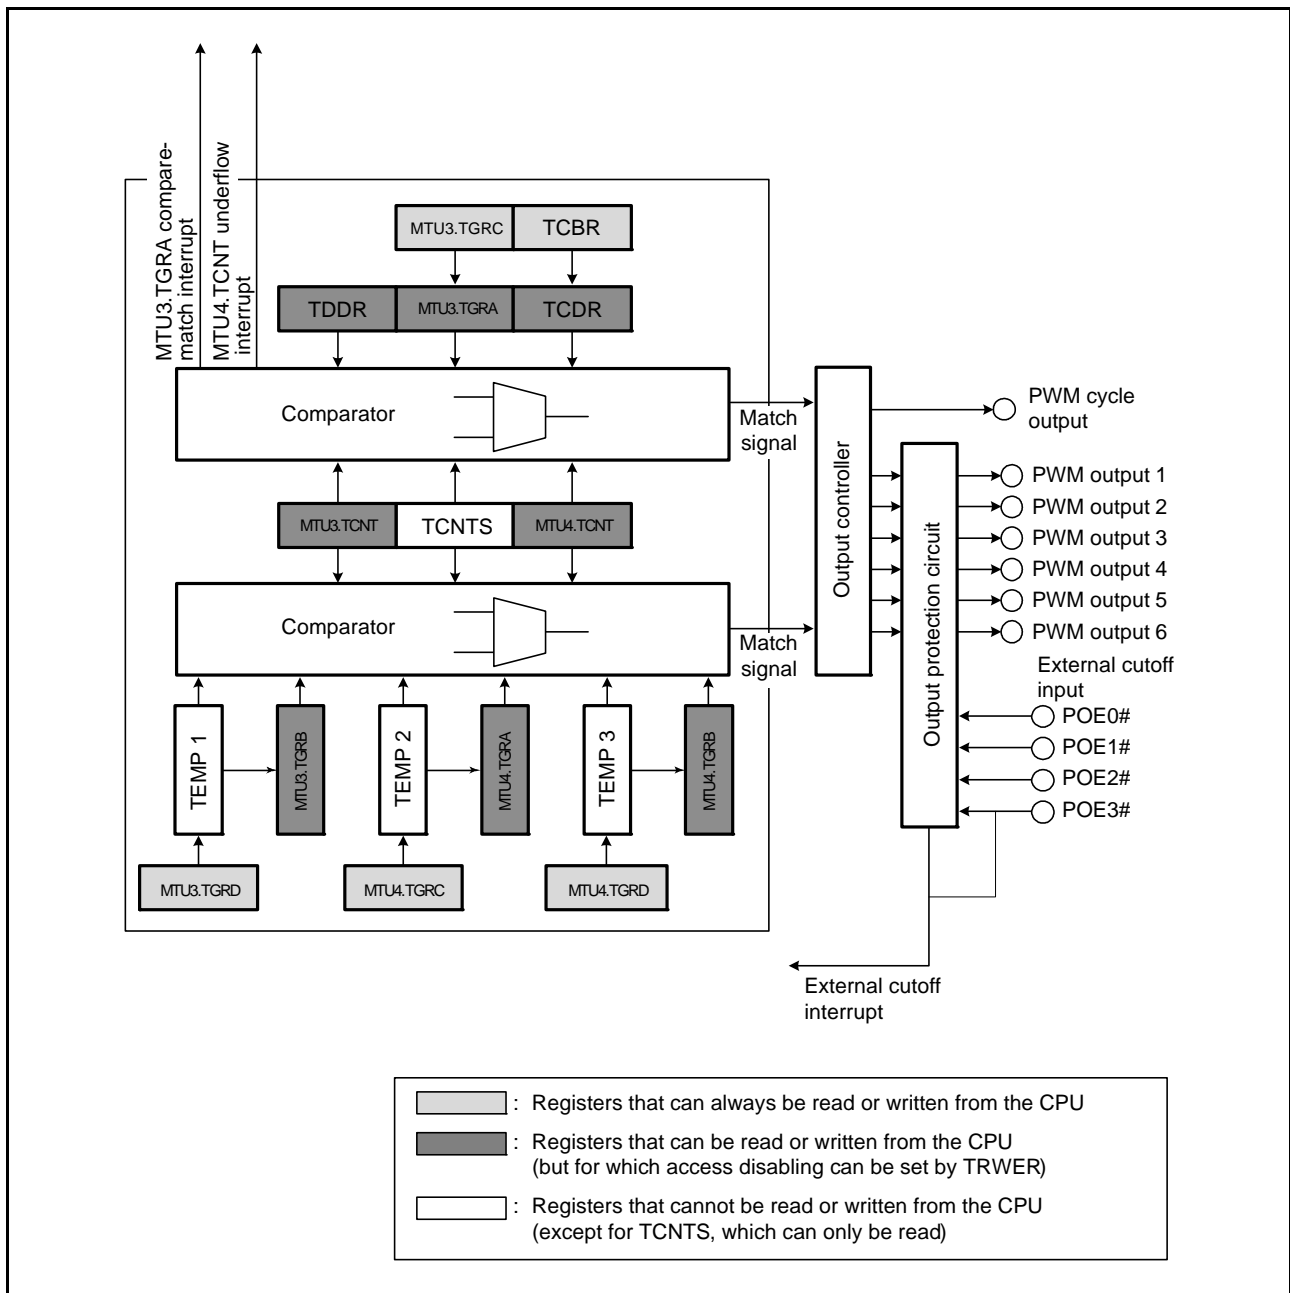 MTU3.TGRA compare-
match interrupt
MTU4.TCNT underflow
interrupt
MTU3.TGRC
TCBR
TDDR
MTU3.TGRA
TCDR
Comparator
Match
signal
MTU3.TCNT
TCNTS
MTU4.TCNT
Comparator
Match
signal
Output controller
Output protection circuit
PWM cycle
output
PWM output 1
PWM output 2
PWM output 3
PWM output 4
PWM output 5
PWM output 6
External cutoff
input
POE0#
POE1#
POE2#
POE3#
TEMP 1
MTU3.TGRB
TEMP 2
MTU4.TGRA
TEMP 3
MTU4.TGRB
MTU3.TGRD
MTU4.TGRC
MTU4.TGRD
External cutoff
interrupt
: Registers that can always be read or written from the CPU
: Registers that can be read or written from the CPU
(but for which access disabling can be set by TRWER)
: Registers that cannot be read or written from the CPU
(except for TCNTS, which can only be read)